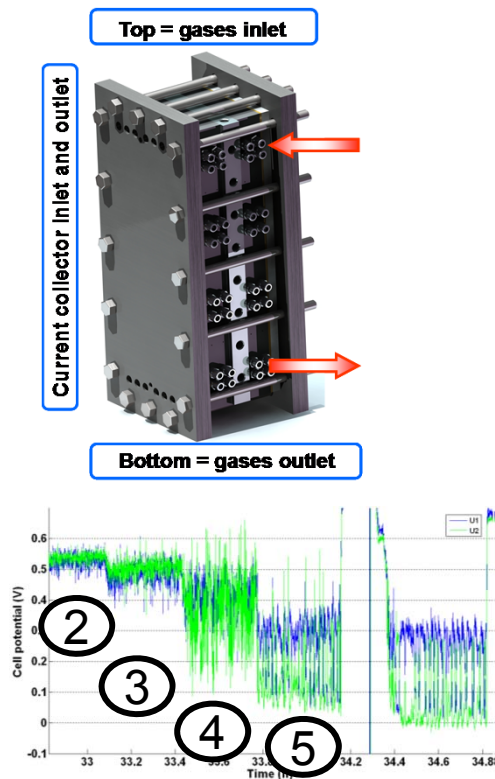 Top = gases inlet
Current collector inlet and outlet
Bottom = gases outlet
U1
U2
Cell potential (V)
0.6
0.5
0.4
0.2
0.1
0
-0.1
2
3
4
5
33 33.2 33.4 33.6 33.8 34.2 34.4 34.6 34.8
Time (h)